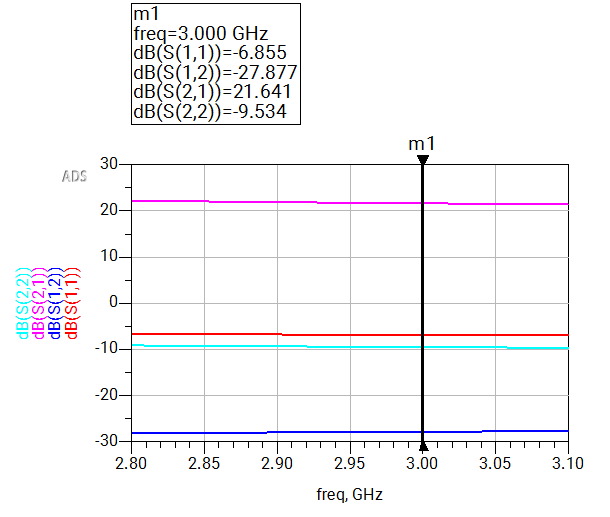 m1
freq=3.000 GHz
dB(S(1,1))=-6.855
dB(S(1,2))=-27.877
dB(S(2,1))=21.641
dB(S(2,2))=-9.534
m1
ADS
30
20
10
0
-10
-20
-30
dB(S(2,2))
dB(S(2,1))
dB(S(1,2))
dB(S(1,1))
2.80 2.85 2.90 2.95 3.00 3.05 3.10
freq, GHz